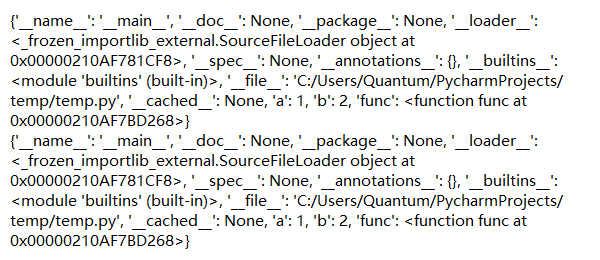 {'__name__': '__main__', '__doc__': None, '__package__': None, '__loader__':
<_frozen_importlib_external.SourceFileLoader object at
0x00000210AF781CF8>, '__spec__': None, '__annotations__': {}, '__builtins__':
<module 'builtins' (built-in)>, '__file__': 'C:/Users/Quantum/PycharmProjects/
temp/temp.py', '__cached__': None, 'a': 1, 'b': 2, 'func': <function func at
0x00000210AF7BD268>}
{'__name__': '__main__', '__doc__': None, '__package__': None, '__loader__':
<_frozen_importlib_external.SourceFileLoader object at
0x00000210AF781CF8>, '__spec__': None, '__annotations__': {}, '__builtins__':
<module 'builtins' (built-in)>, '__file__': 'C:/Users/Quantum/PycharmProjects/
temp/temp.py', '__cached__': None, 'a': 1, 'b': 2, 'func': <function func at
0x00000210AF7BD268>}